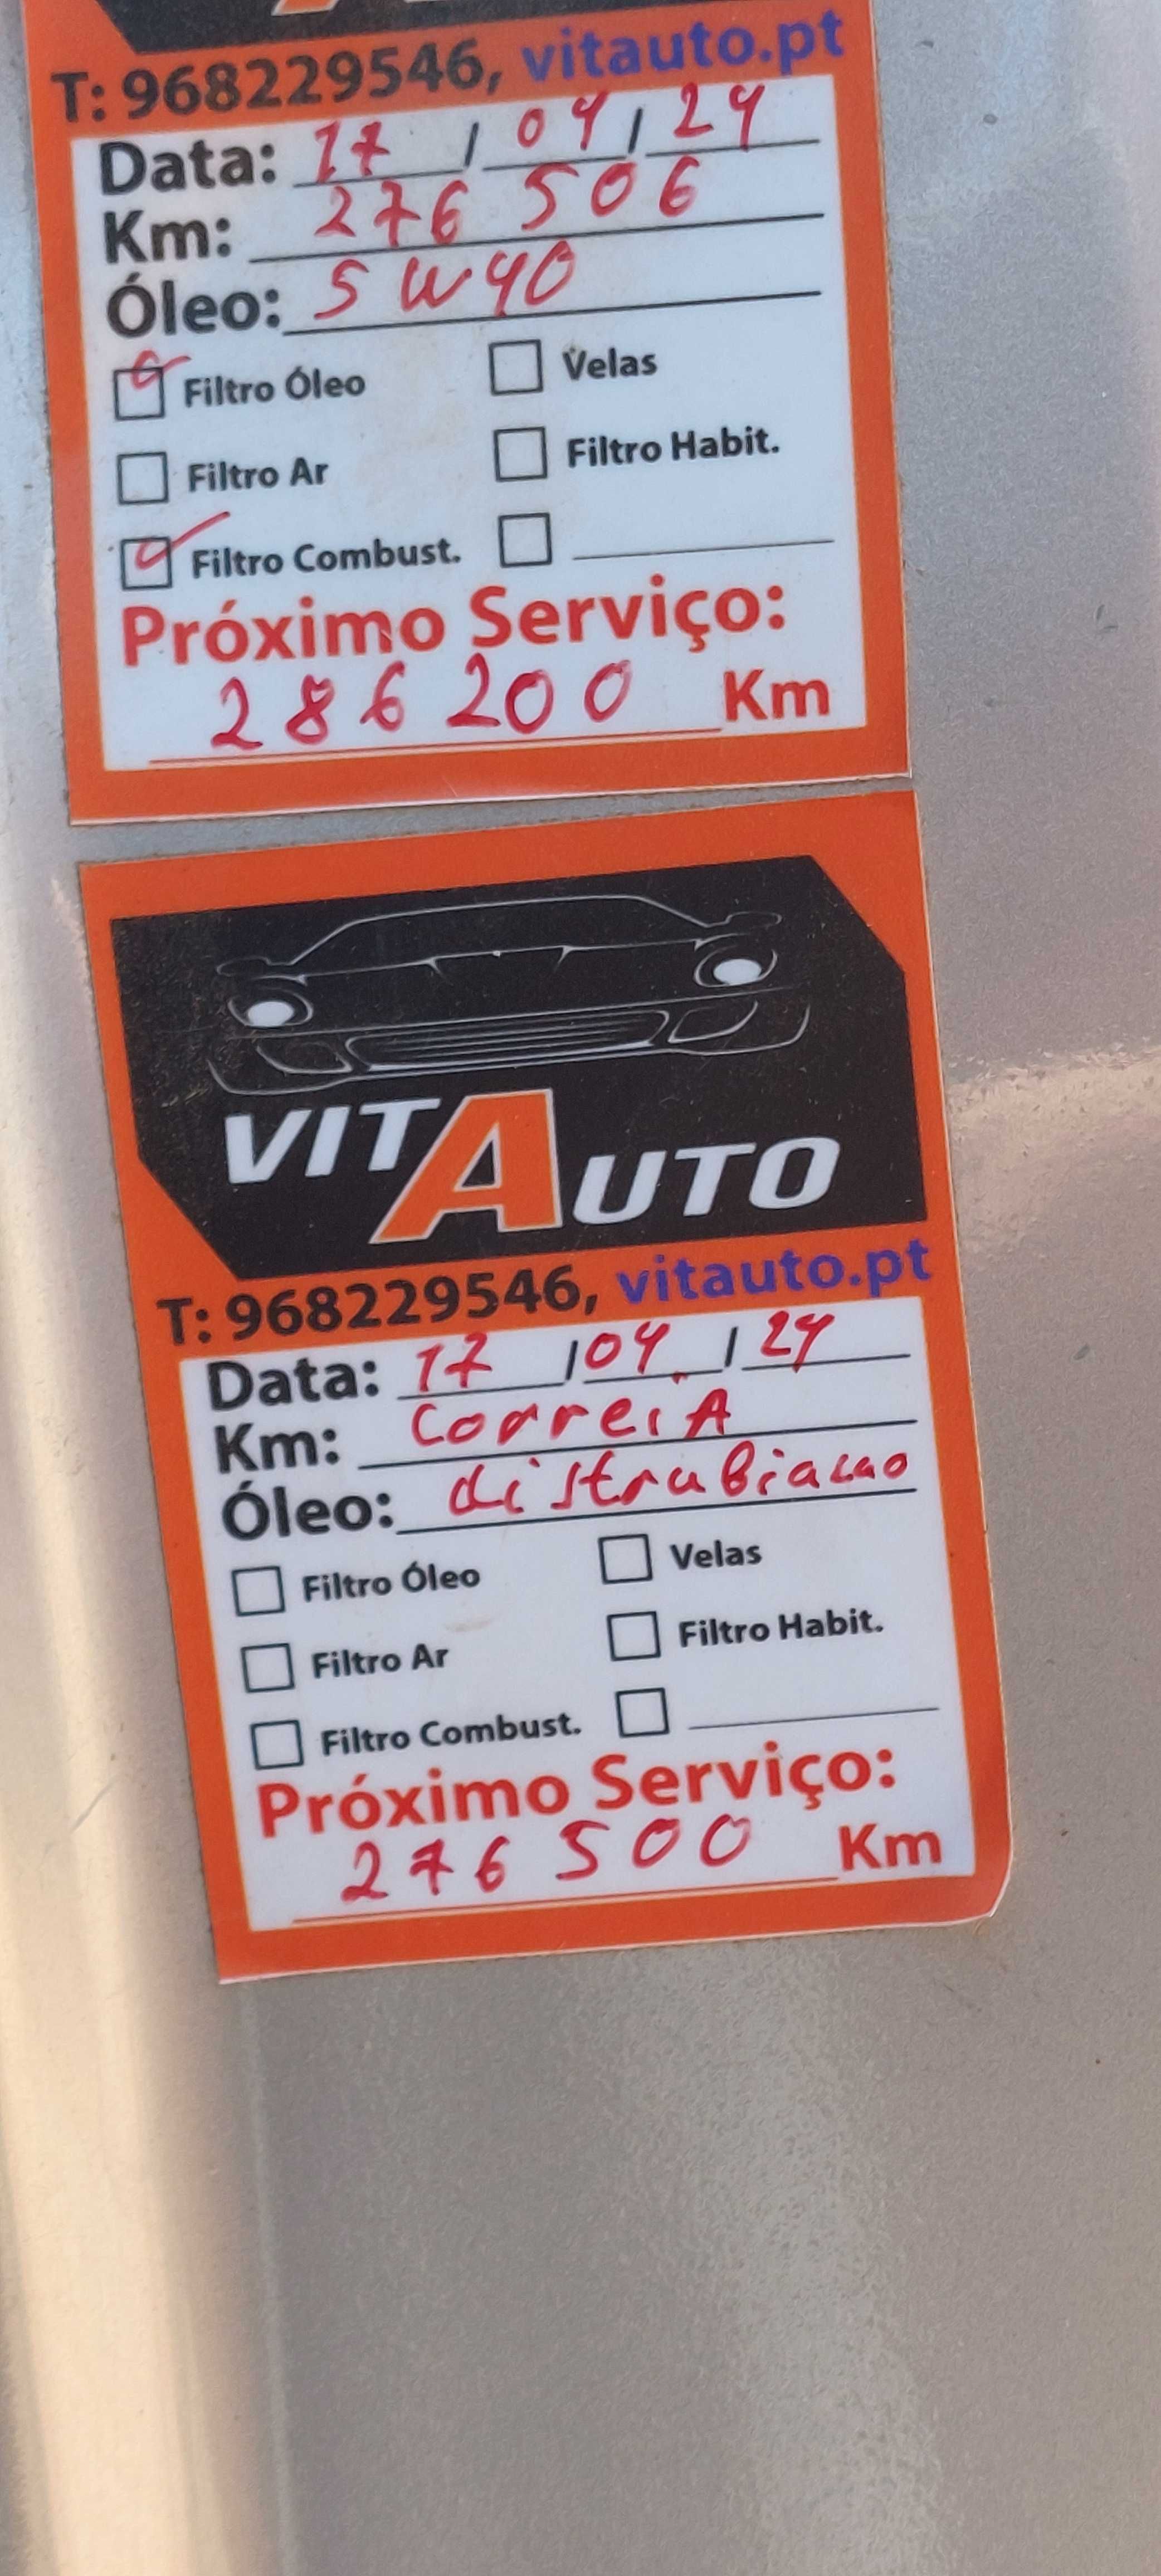 T: 968229546, vitauto.pt
Data: 17 / 04 / 24
Km: 276 506
Óleo: 5W40
Filtro Óleo Velas
Filtro Ar Filtro Habit.
Filtro Combust.
Próximo Serviço:
286 200 Km
VITAUTO
T: 968229546, vitauto.pt
Data: 17 / 04 / 24
Km: CorreiA
Óleo: distrubiacao
Filtro Óleo Velas
Filtro Ar Filtro Habit.
Filtro Combust.
Próximo Serviço:
276 500 Km